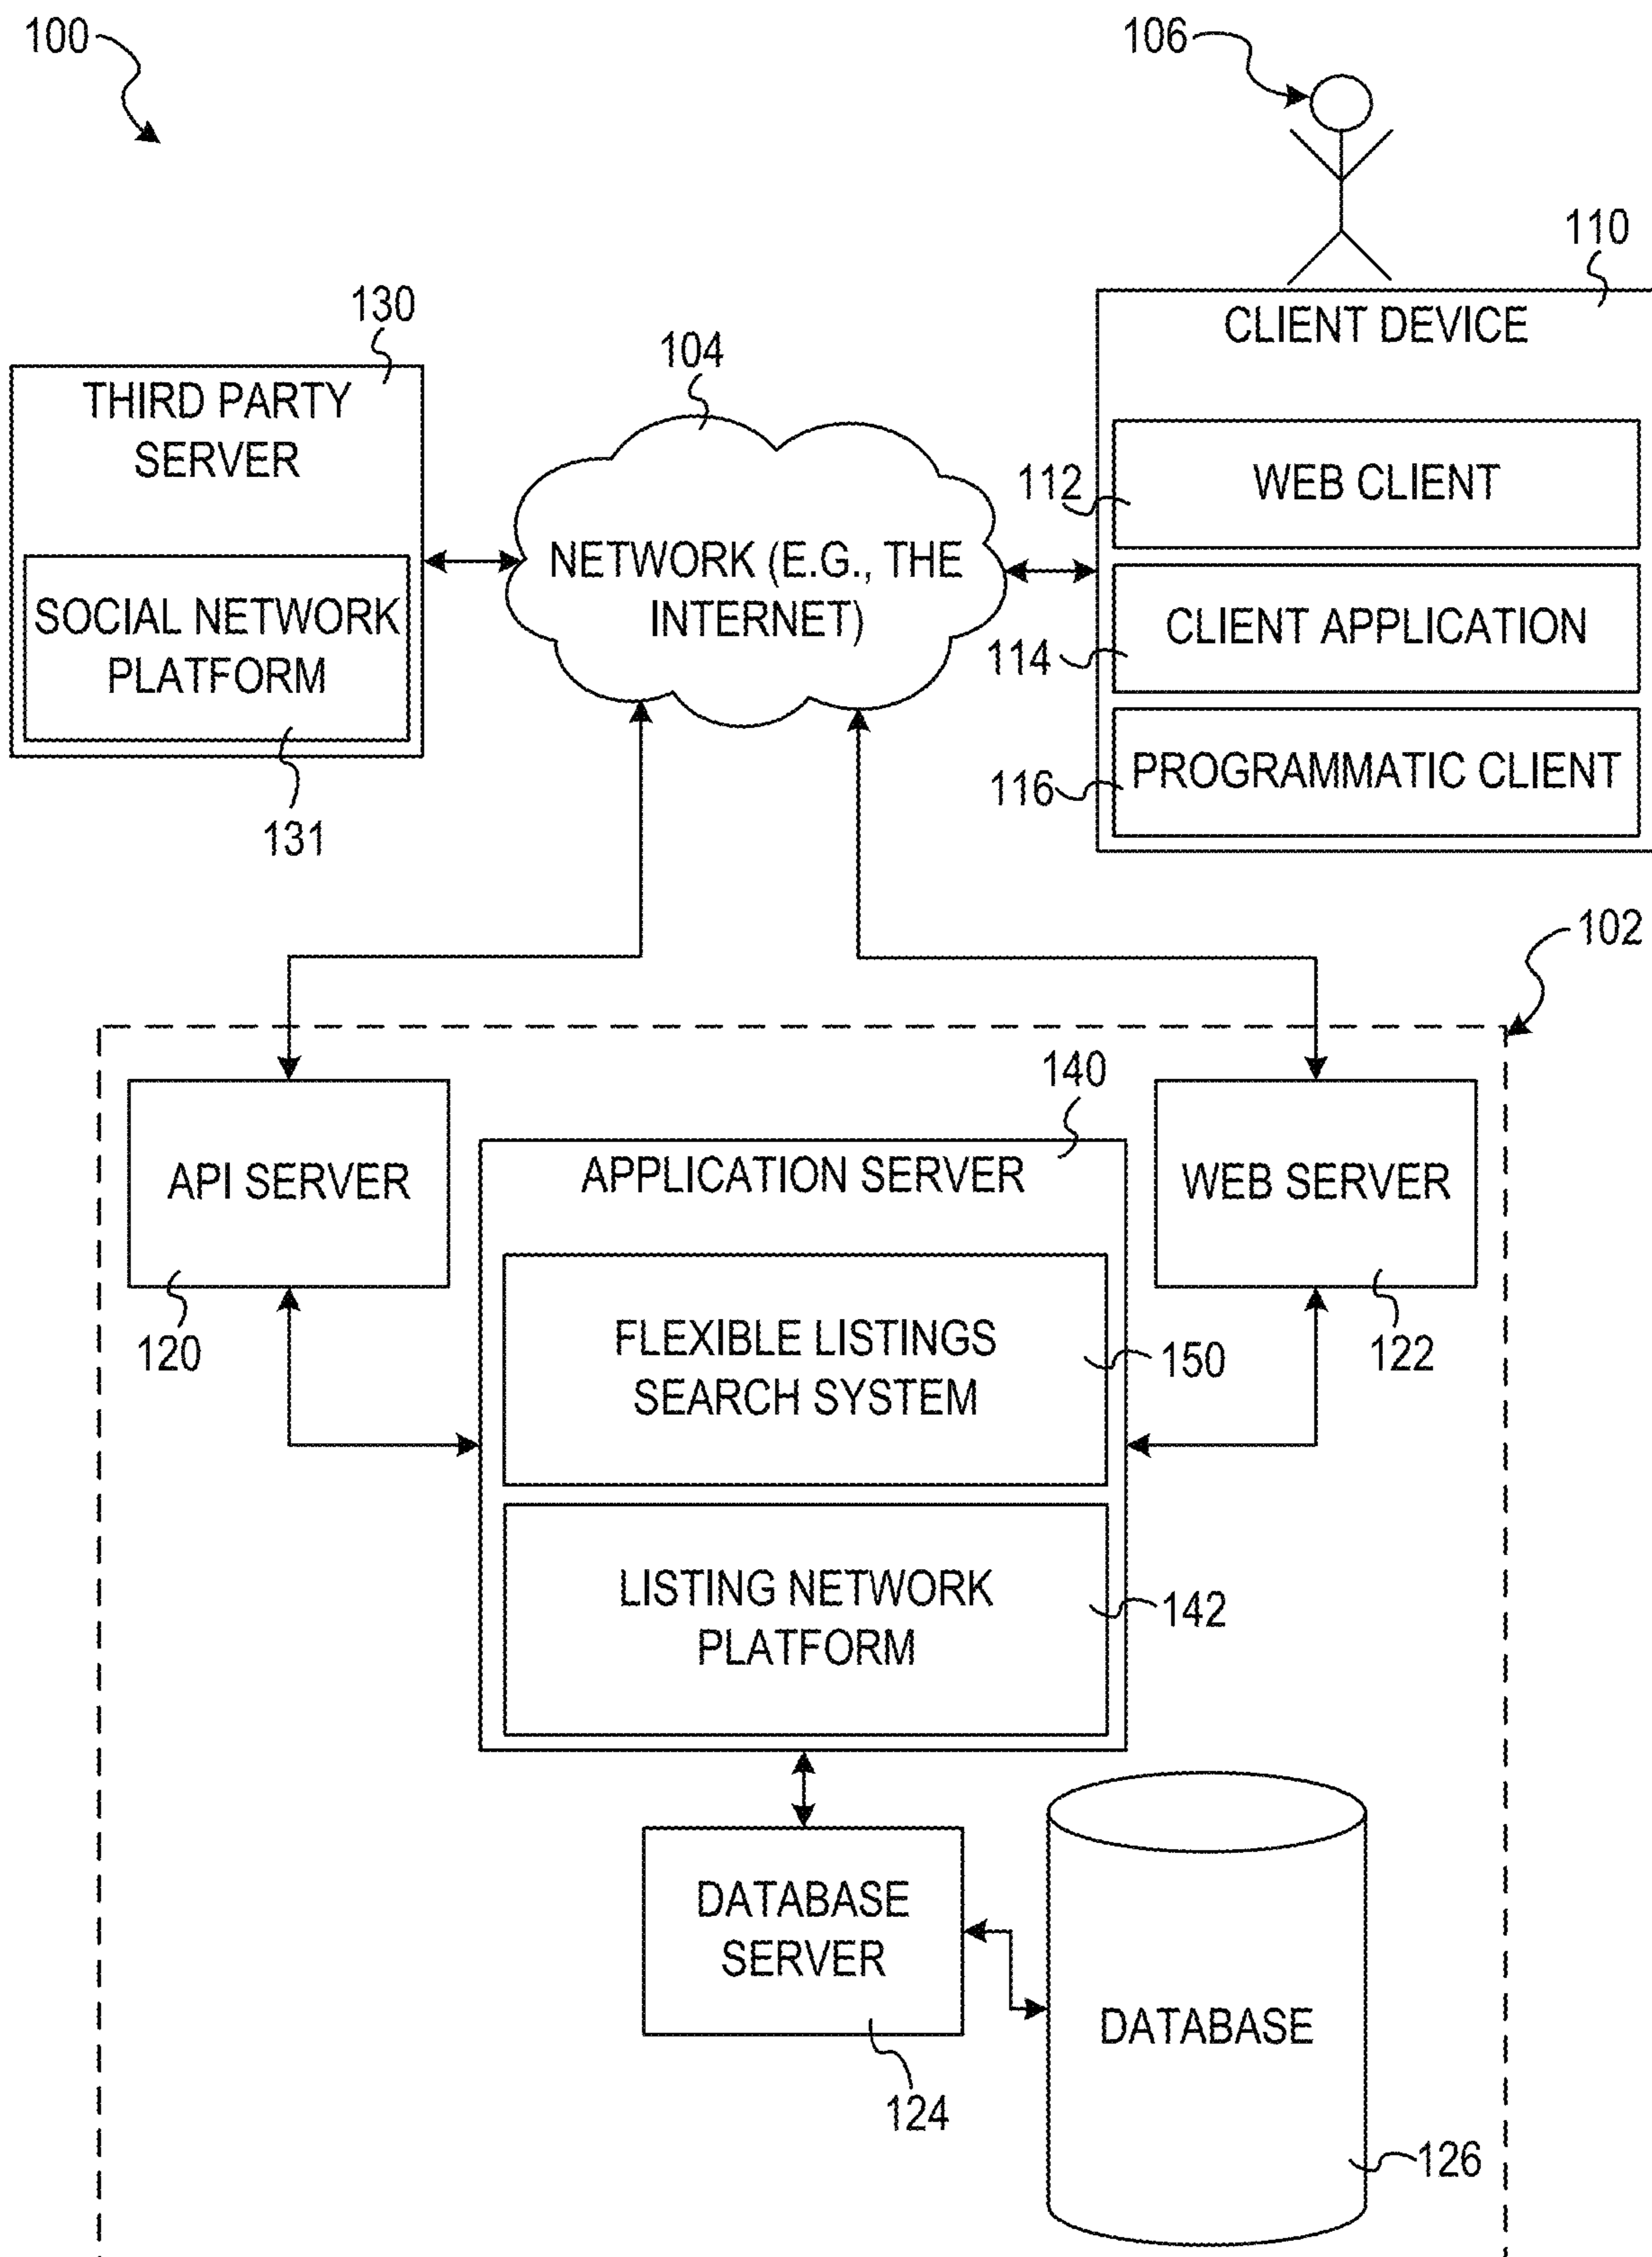 100
106
110
CLIENT DEVICE
130
THIRD PARTY
SERVER
104
112
WEB CLIENT
NETWORK (E.G., THE
INTERNET)
SOCIAL NETWORK
PLATFORM
114
CLIENT APPLICATION
116
PROGRAMMATIC CLIENT
131
102
140
API SERVER
APPLICATION SERVER
WEB SERVER
120
122
FLEXIBLE LISTINGS
SEARCH SYSTEM
150
LISTING NETWORK
PLATFORM
142
DATABASE
SERVER
124
DATABASE
126